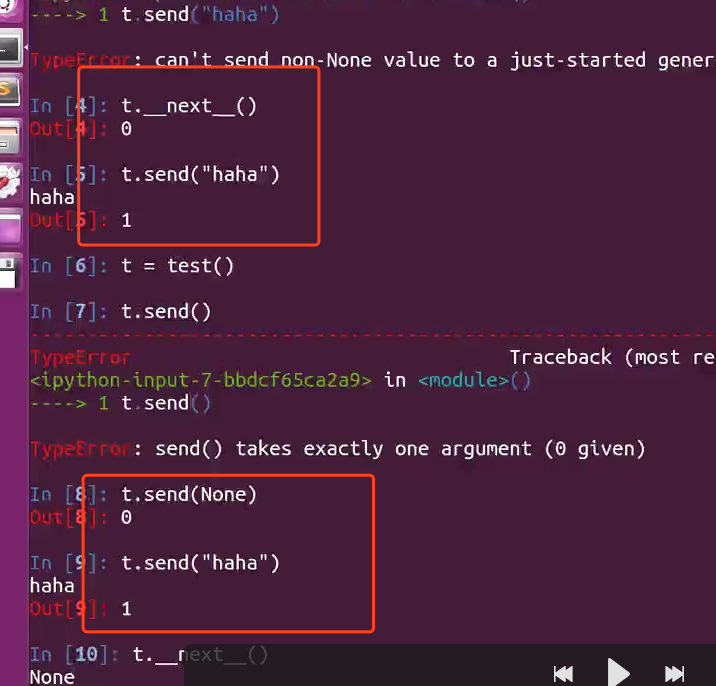 ----> 1 t.send("haha")
TypeError: can't send non-None value to a just-started gener
In [4]: t.__next__()
Out[4]: 0
In [5]: t.send("haha")
haha
Out[5]: 1
In [6]: t = test()
In [7]: t.send()
TypeError Traceback (most re
<ipython-input-7-bbdcf65ca2a9> in <module>()
----> 1 t.send()
TypeError: send() takes exactly one argument (0 given)
In [8]: t.send(None)
Out[8]: 0
In [9]: t.send("haha")
haha
Out[9]: 1
In [10]: t.__next__()
None